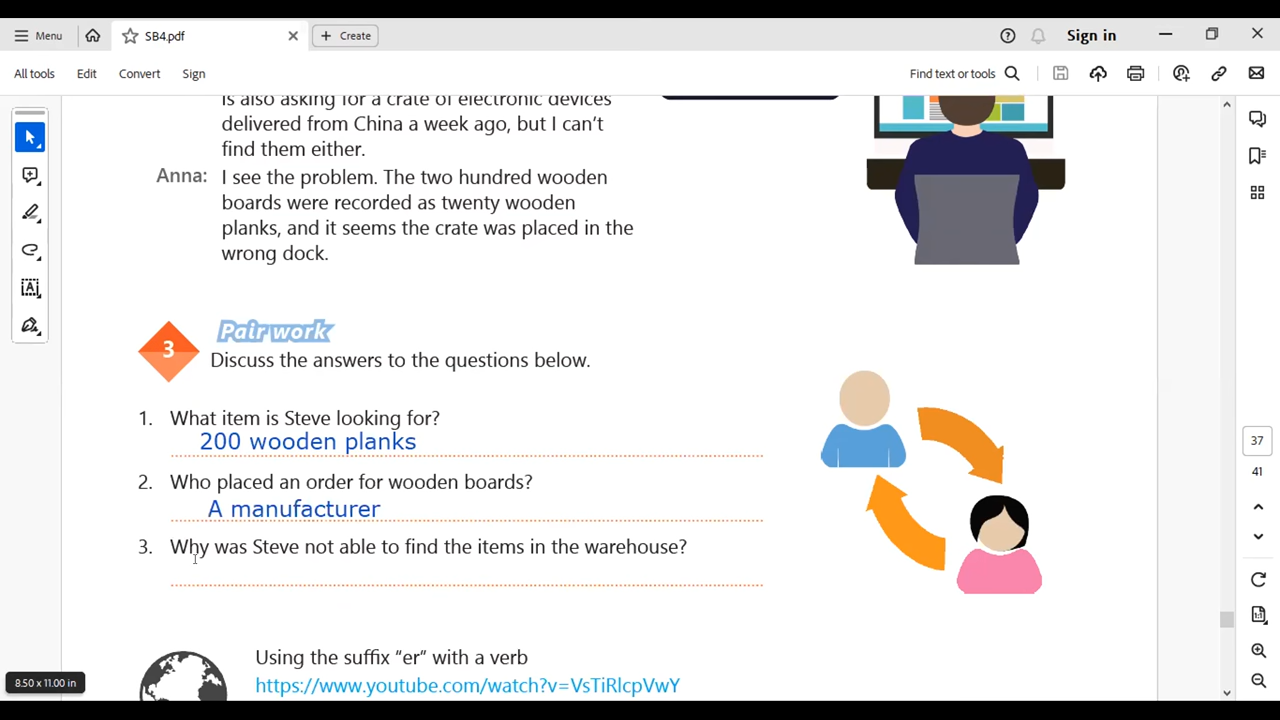 Menu
SB4.pdf
Create
Sign in
All tools
Edit
Convert
Sign
Find text or tools
is also asking for a crate of electronic devices
delivered from China a week ago, but I can't
find them either.
Anna: I see the problem. The two hundred wooden
boards were recorded as twenty wooden
planks, and it seems the crate was placed in the
wrong dock.
3
Pair work
Discuss the answers to the questions below.
1. What item is Steve looking for?
200 wooden planks
2. Who placed an order for wooden boards?
A manufacturer
3. Why was Steve not able to find the items in the warehouse?
37
41
Using the suffix “er” with a verb
https://www.youtube.com/watch?v=VsTiRlcpVwY
8.50 x 11.00 in